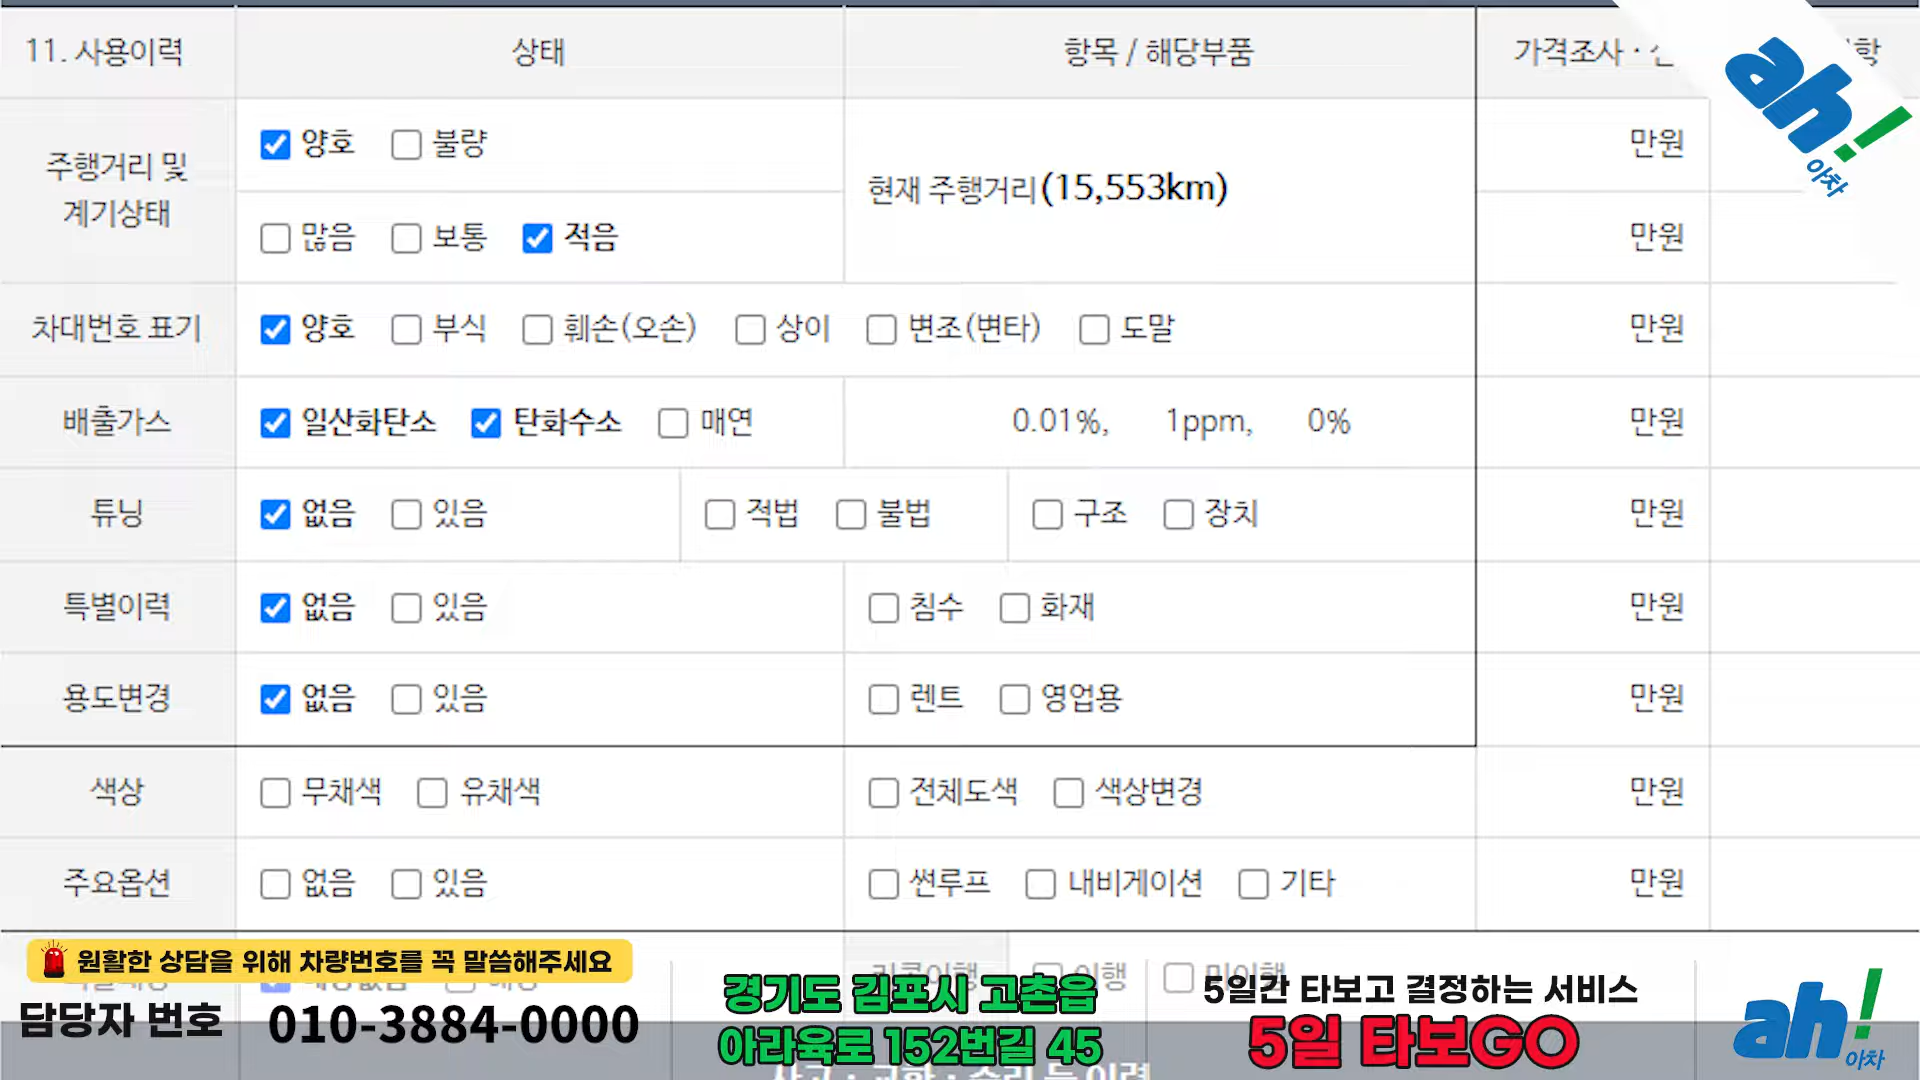 11. 사용이력 상태 항목 / 해당부품 가격조사 ·
ah!
아차
주행거리 및
계기상태
양호 불량 만원
현재 주행거리(15,553km)
많음 보통 적음 만원
차대번호 표기 양호 부식 훼손(오손) 상이 변조(변타) 도말 만원
배출가스 일산화탄소 탄화수소 매연 0.01%, 1ppm, 0% 만원
튜닝 없음 있음 적법 불법 구조 장치 만원
특별이력 없음 있음 침수 화재 만원
용도변경 없음 있음 렌트 영업용 만원
색상 무채색 유채색 전체도색 색상변경 만원
주요옵션 없음 있음 썬루프 내비게이션 기타 만원
원활한 상담을 위해 차량번호를 꼭 말씀해주세요
담당자 번호 010-3884-0000
이행
경기도 김포시 고촌읍
아라육로 152번길 45
5일간 타보고 결정하는 서비스
5일 타보GO
ah!
아차